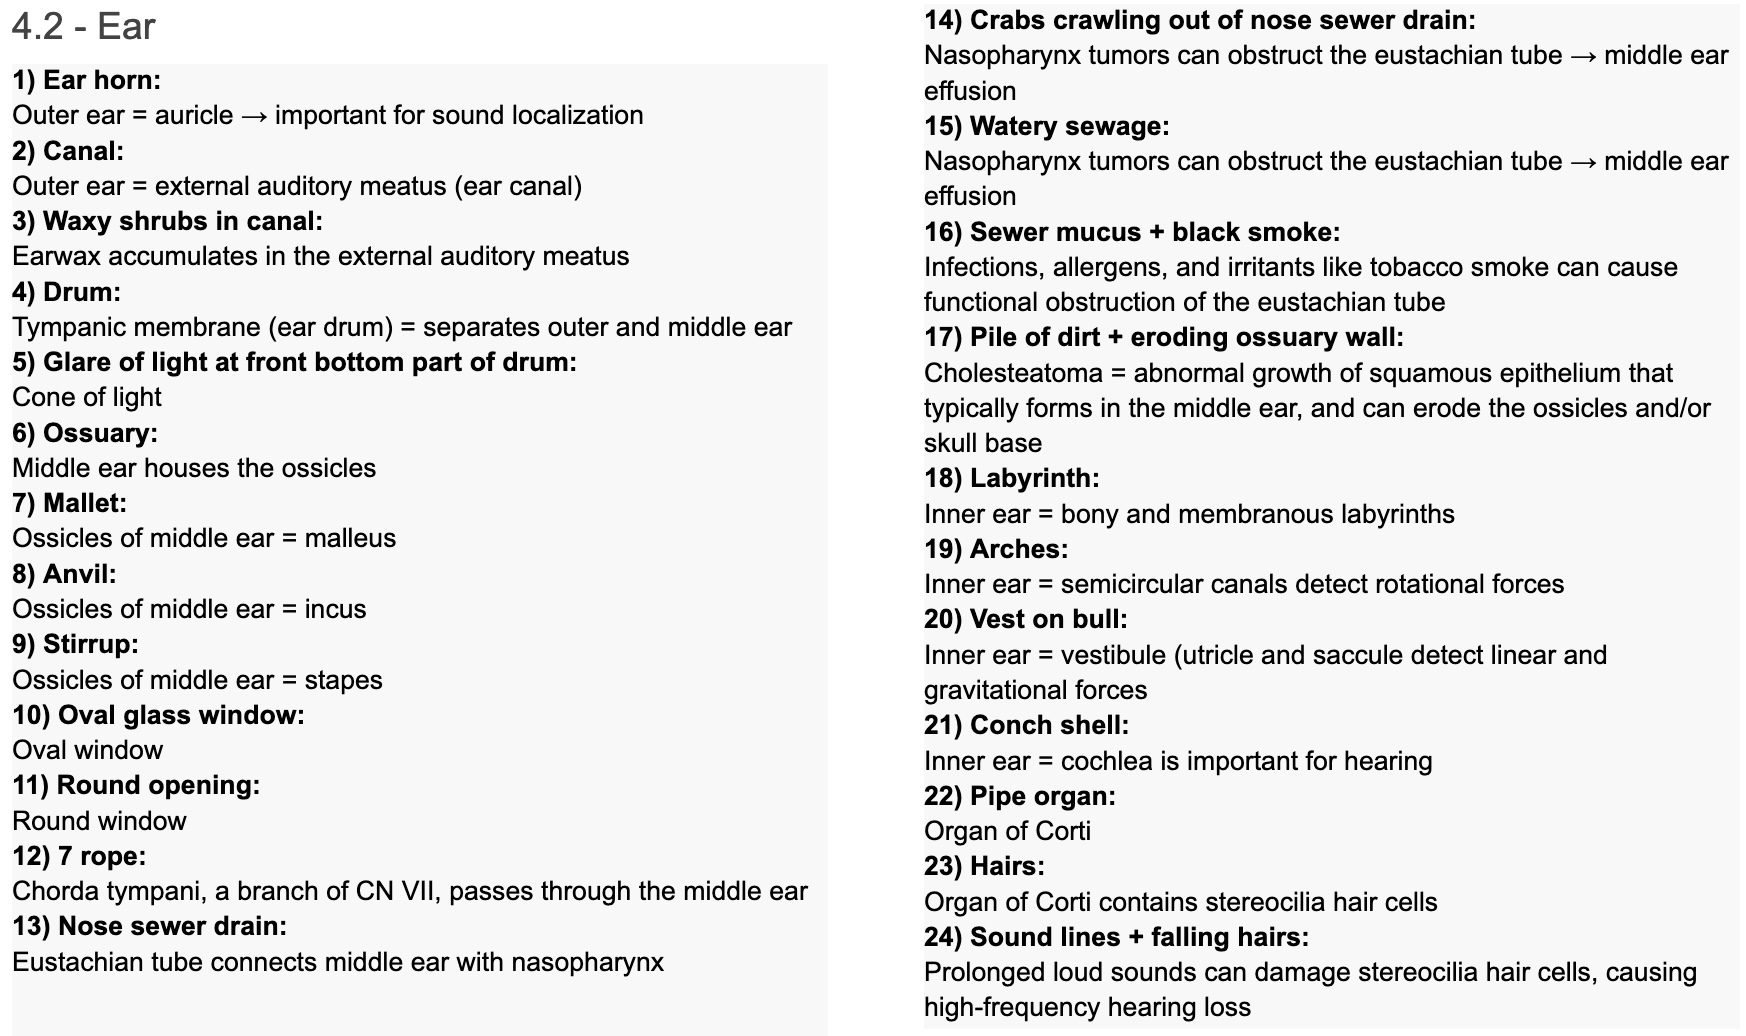 4.2 - Ear
1) Ear horn:
Outer ear = auricle → important for sound localization
2) Canal:
Outer ear = external auditory meatus (ear canal)
3) Waxy shrubs in canal:
Earwax accumulates in the external auditory meatus
4) Drum:
Tympanic membrane (ear drum) = separates outer and middle ear
5) Glare of light at front bottom part of drum:
Cone of light
6) Ossuary:
Middle ear houses the ossicles
7) Mallet:
Ossicles of middle ear = malleus
8) Anvil:
Ossicles of middle ear = incus
9) Stirrup:
Ossicles of middle ear = stapes
10) Oval glass window:
Oval window
11) Round opening:
Round window
12) 7 rope:
Chorda tympani, a branch of CN VII, passes through the middle ear
13) Nose sewer drain:
Eustachian tube connects middle ear with nasopharynx
14) Crabs crawling out of nose sewer drain:
Nasopharynx tumors can obstruct the eustachian tube → middle ear
effusion
15) Watery sewage:
Nasopharynx tumors can obstruct the eustachian tube → middle ear
effusion
16) Sewer mucus + black smoke:
Infections, allergens, and irritants like tobacco smoke can cause
functional obstruction of the eustachian tube
17) Pile of dirt + eroding ossuary wall:
Cholesteatoma = abnormal growth of squamous epithelium that
typically forms in the middle ear, and can erode the ossicles and/or
skull base
18) Labyrinth:
Inner ear = bony and membranous labyrinths
19) Arches:
Inner ear = semicircular canals detect rotational forces
20) Vest on bull:
Inner ear = vestibule (utricle and saccule detect linear and
gravitational forces
21) Conch shell:
Inner ear = cochlea is important for hearing
22) Pipe organ:
Organ of Corti
23) Hairs:
Organ of Corti contains stereocilia hair cells
24) Sound lines + falling hairs:
Prolonged loud sounds can damage stereocilia hair cells, causing
high-frequency hearing loss